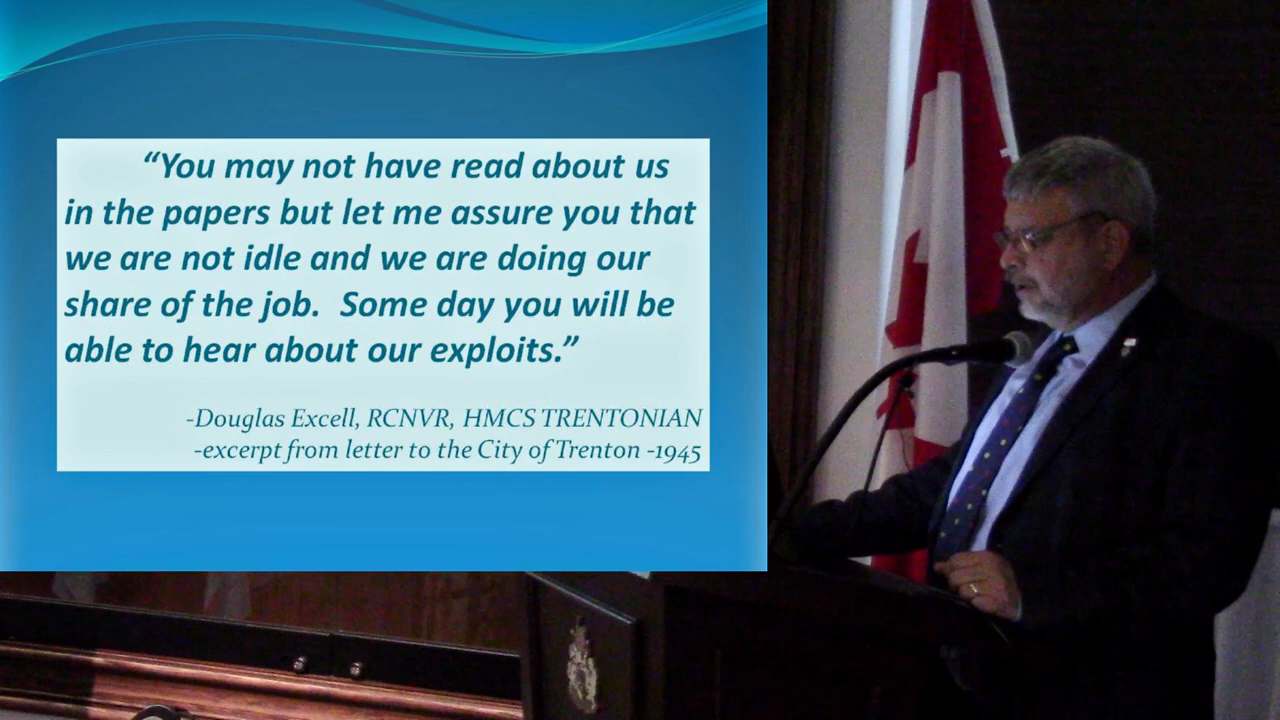 “You may not have read about us
in the papers but let me assure you that
we are not idle and we are doing our
share of the job.  Some day you will be
able to hear about our exploits.”
-Douglas Excell, RCNVR, HMCS TRENTONIAN
-excerpt from letter to the City of Trenton -1945